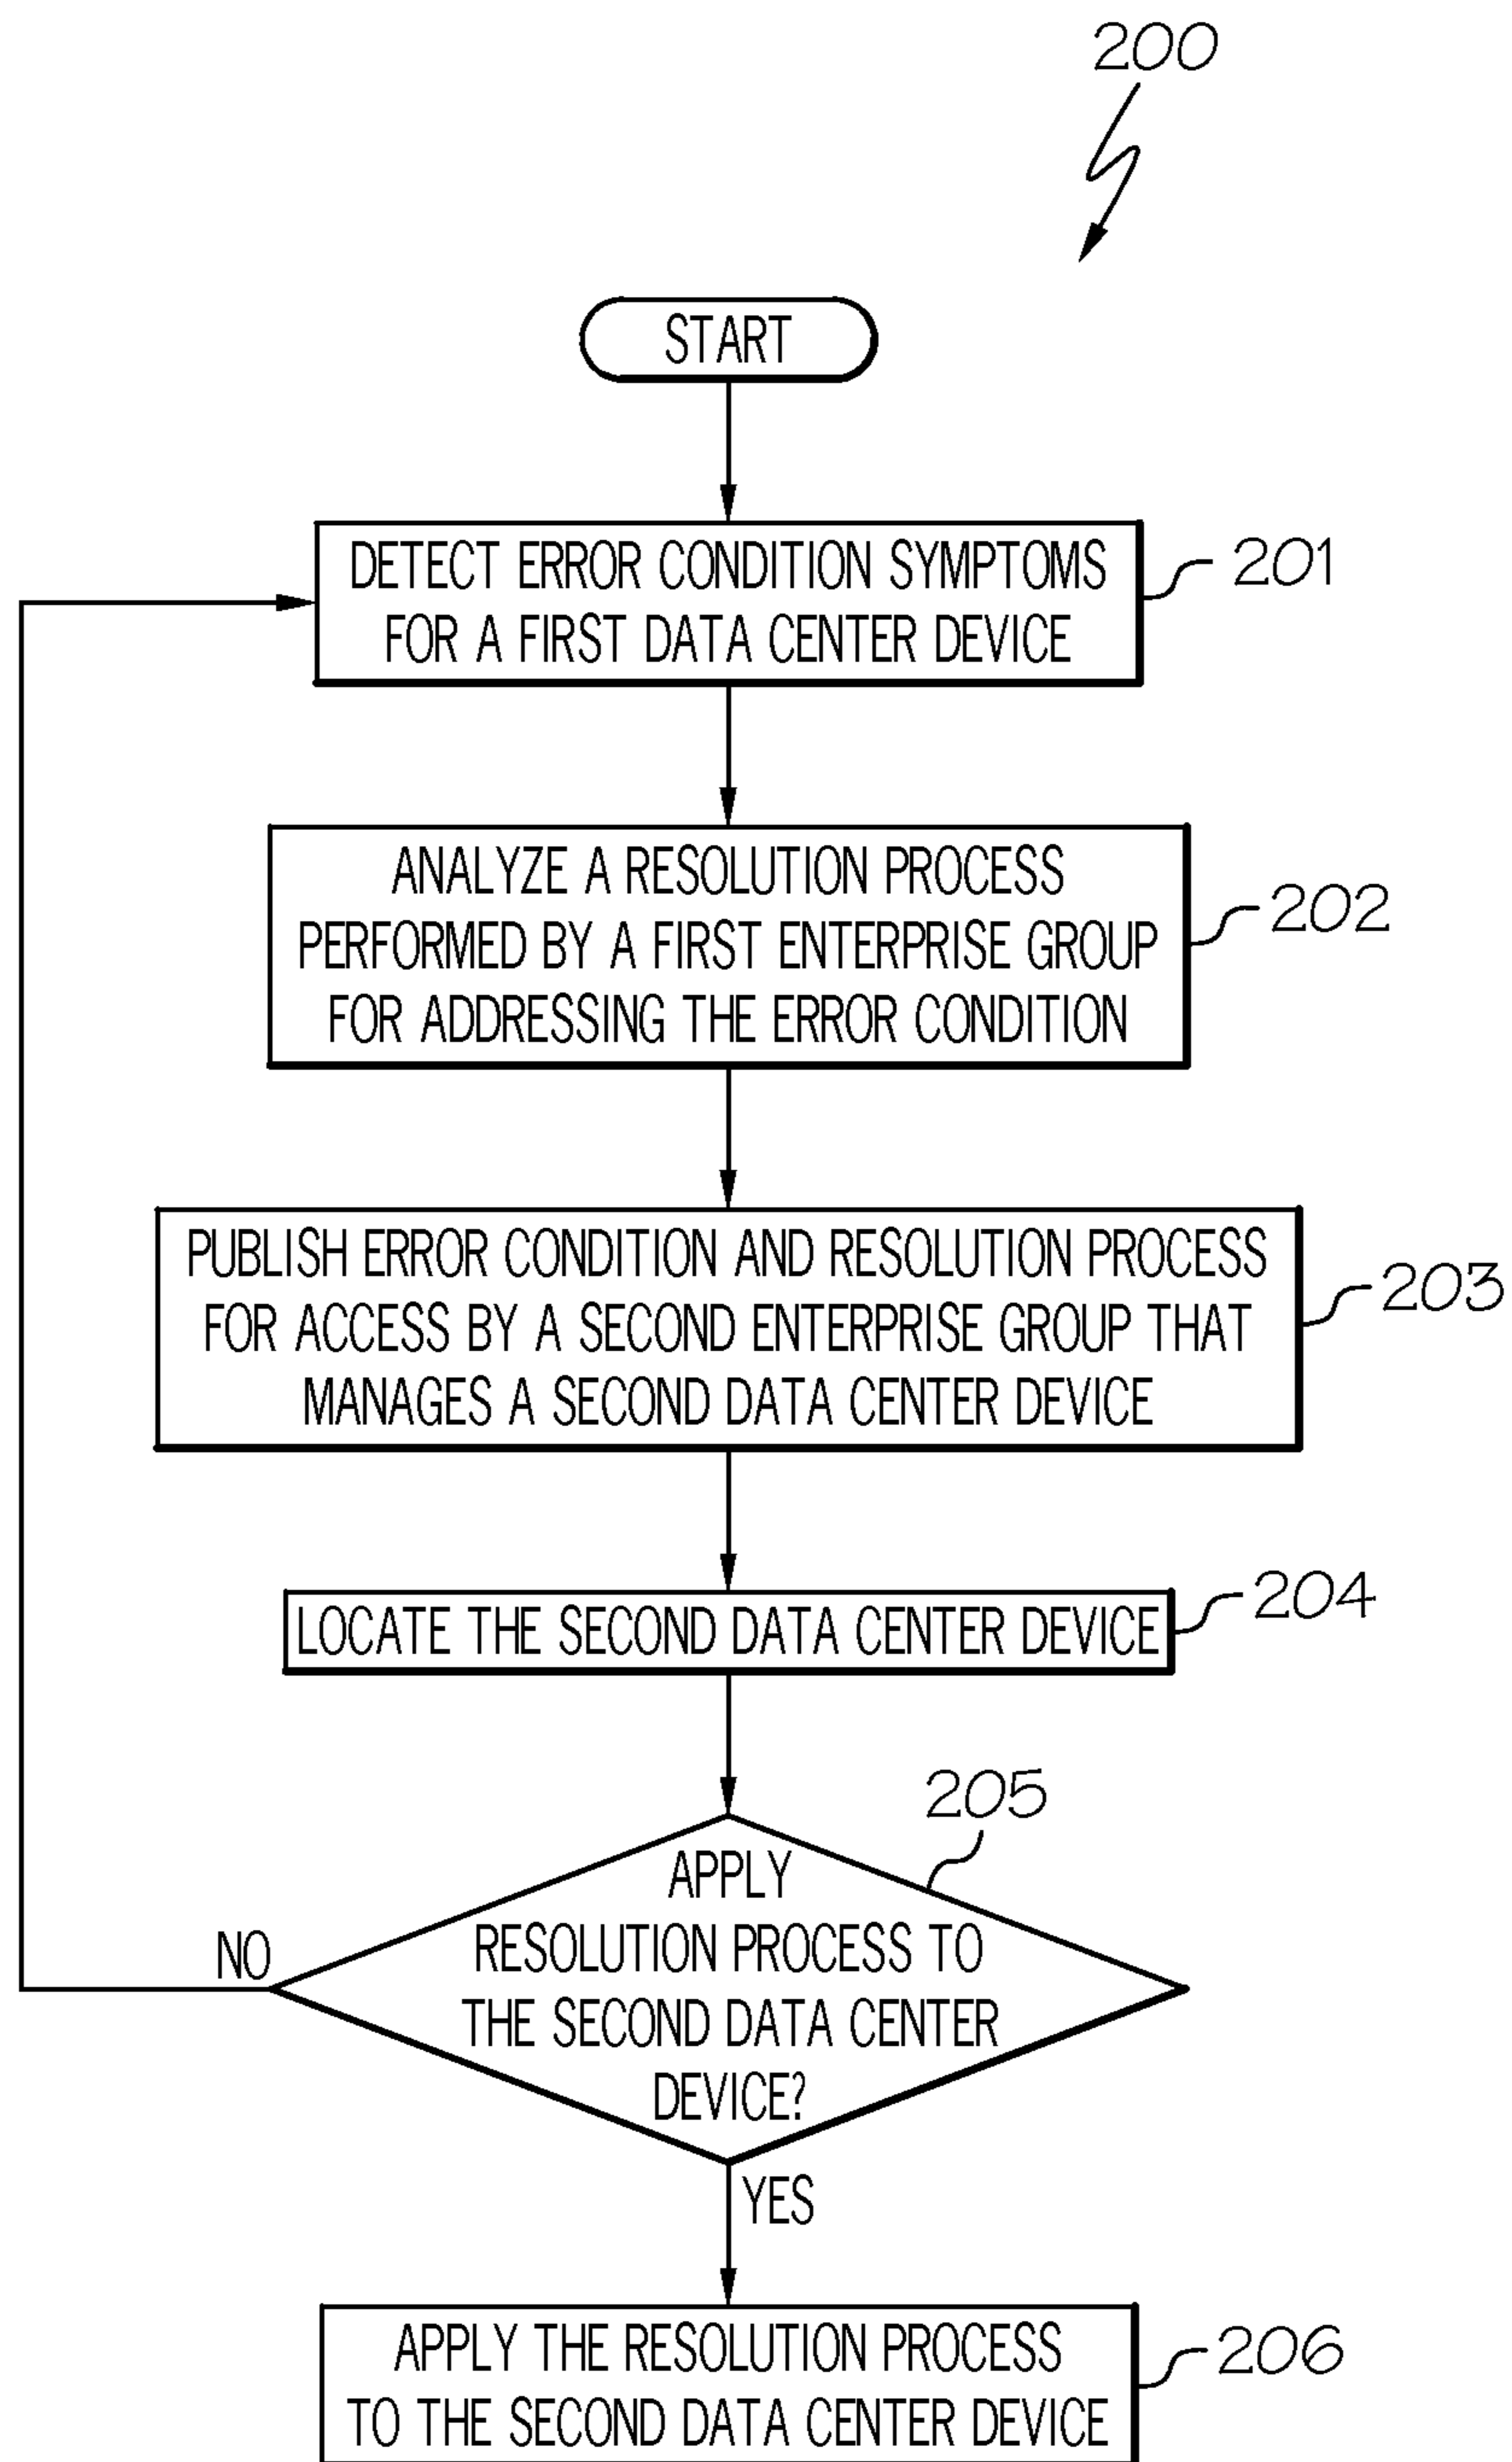 200
START
DETECT ERROR CONDITION SYMPTOMS
FOR A FIRST DATA CENTER DEVICE
201
ANALYZE A RESOLUTION PROCESS
PERFORMED BY A FIRST ENTERPRISE GROUP
FOR ADDRESSING THE ERROR CONDITION
202
PUBLISH ERROR CONDITION AND RESOLUTION PROCESS
FOR ACCESS BY A SECOND ENTERPRISE GROUP THAT
MANAGES A SECOND DATA CENTER DEVICE
203
LOCATE THE SECOND DATA CENTER DEVICE
204
205
APPLY
RESOLUTION PROCESS TO
THE SECOND DATA CENTER
DEVICE?
NO
YES
APPLY THE RESOLUTION PROCESS
TO THE SECOND DATA CENTER DEVICE
206